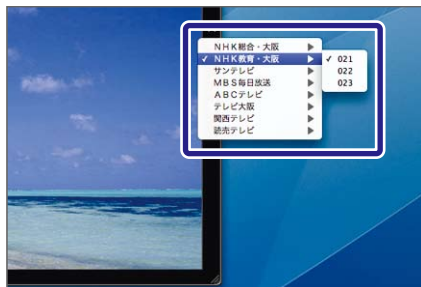 NHK総合・大阪 ▶
✓ NHK教育・大阪 ▶ ✓ 021
サンテレビ ▶ 022
MBS毎日放送 ▶ 023
ABCテレビ ▶
テレビ大阪 ▶
関西テレビ ▶
読売テレビ ▶